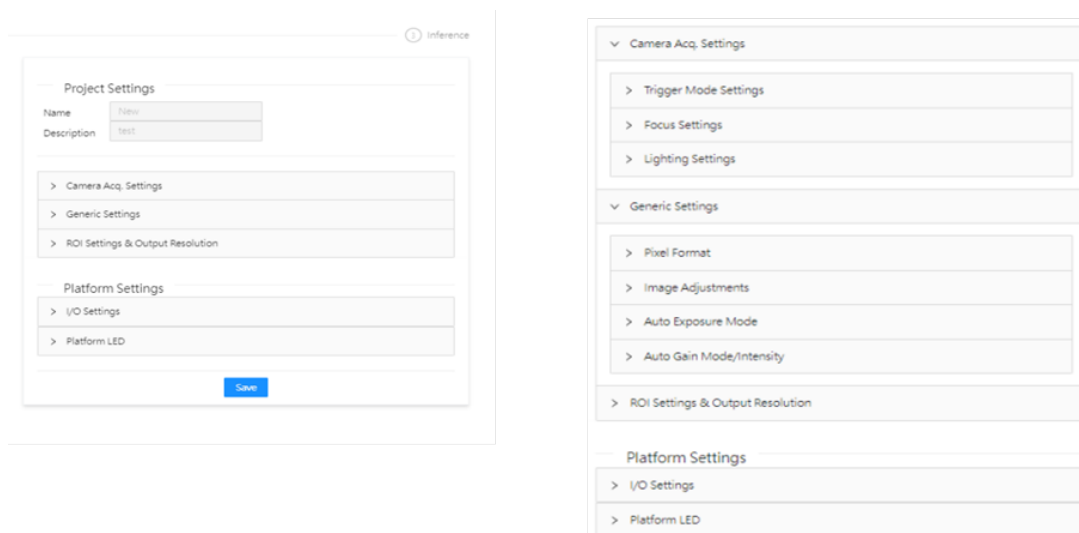 2 Inference
Project Settings
Name New
Description test
Camera Acq. Settings
Generic Settings
ROI Settings & Output Resolution
Platform Settings
I/O Settings
Platform LED
Save
Camera Acq. Settings
Trigger Mode Settings
Focus Settings
Lighting Settings
Generic Settings
Pixel Format
Image Adjustments
Auto Exposure Mode
Auto Gain Mode/Intensity
ROI Settings & Output Resolution
Platform Settings
I/O Settings
Platform LED